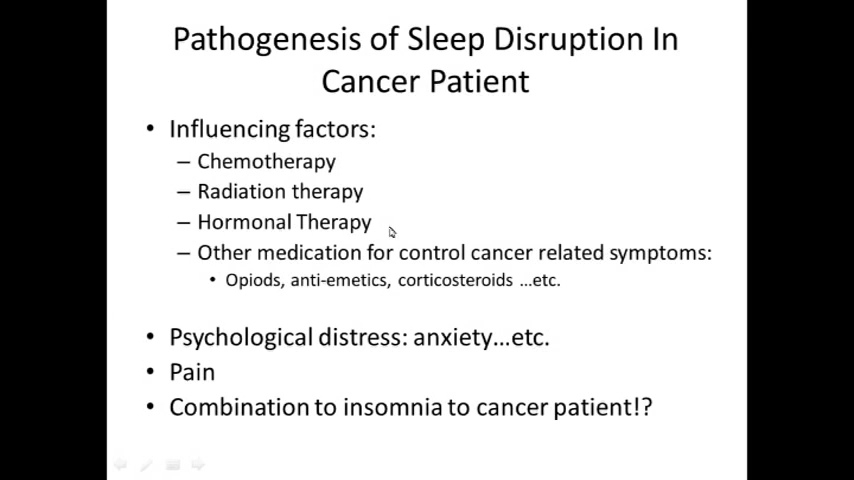 Pathogenesis of Sleep Disruption In
Cancer Patient
• Influencing factors:
– Chemotherapy
– Radiation therapy
– Hormonal Therapy
– Other medication for control cancer related symptoms:
• Opiods, anti-emetics, corticosteroids ...etc.
• Psychological distress: anxiety...etc.
• Pain
• Combination to insomnia to cancer patient!?